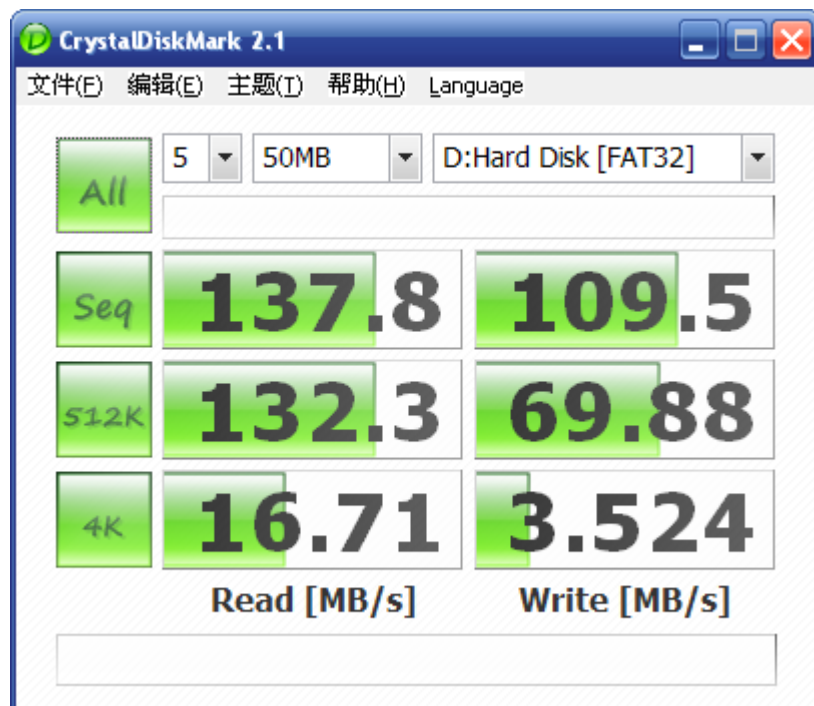 CrystalDiskMark 2.1
文件(F) 编辑(E) 主题(T) 帮助(H) Language
All 5 50MB D:Hard Disk [FAT32]
Seq 137.8 109.5
512K 132.3 69.88
4K 16.71 3.524
Read [MB/s] Write [MB/s]